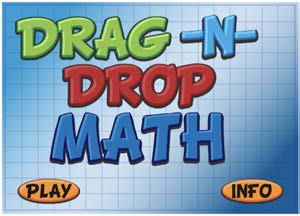 DRAG -N-
DROP
MATH
PLAY INFO